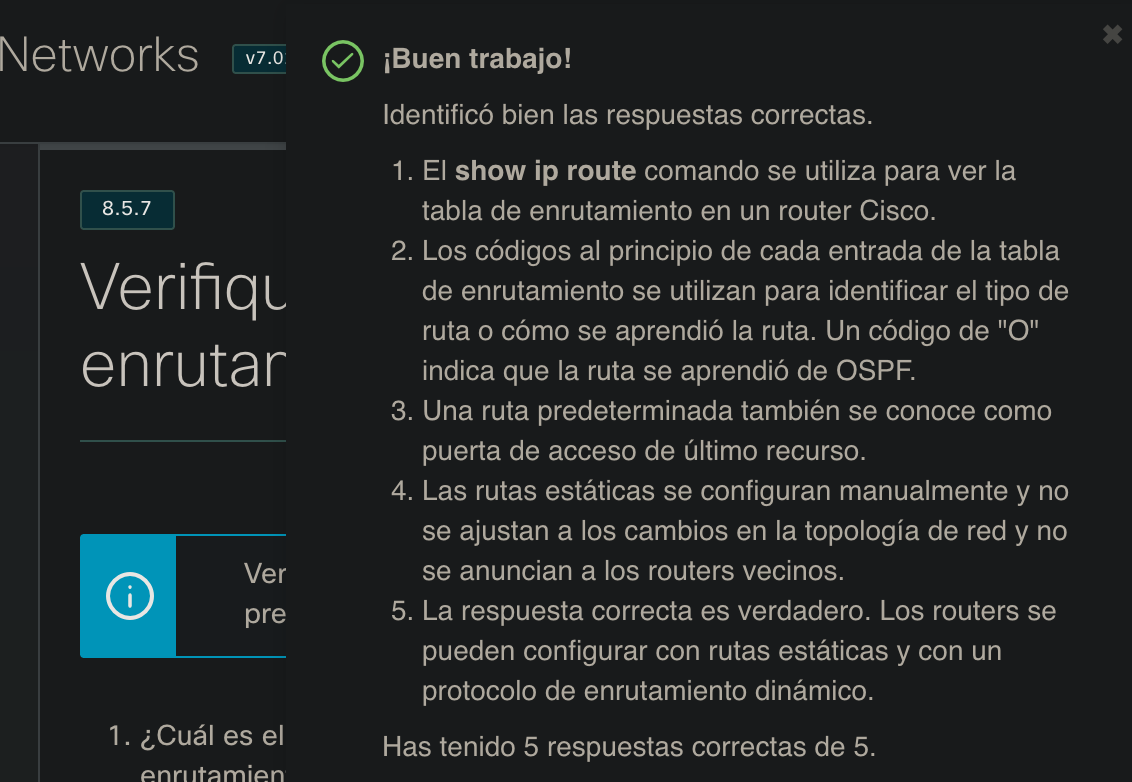 Networks
v7.0
8.5.7
Verifiqu
enrutar
Ver
pre
1. ¿Cuál es el
enrutamien
¡Buen trabajo!
Identificó bien las respuestas correctas.
1. El show ip route comando se utiliza para ver la
tabla de enrutamiento en un router Cisco.
2. Los códigos al principio de cada entrada de la tabla
de enrutamiento se utilizan para identificar el tipo de
ruta o cómo se aprendió la ruta. Un código de "O"
indica que la ruta se aprendió de OSPF.
3. Una ruta predeterminada también se conoce como
puerta de acceso de último recurso.
4. Las rutas estáticas se configuran manualmente y no
se ajustan a los cambios en la topología de red y no
se anuncian a los routers vecinos.
5. La respuesta correcta es verdadero. Los routers se
pueden configurar con rutas estáticas y con un
protocolo de enrutamiento dinámico.
Has tenido 5 respuestas correctas de 5.